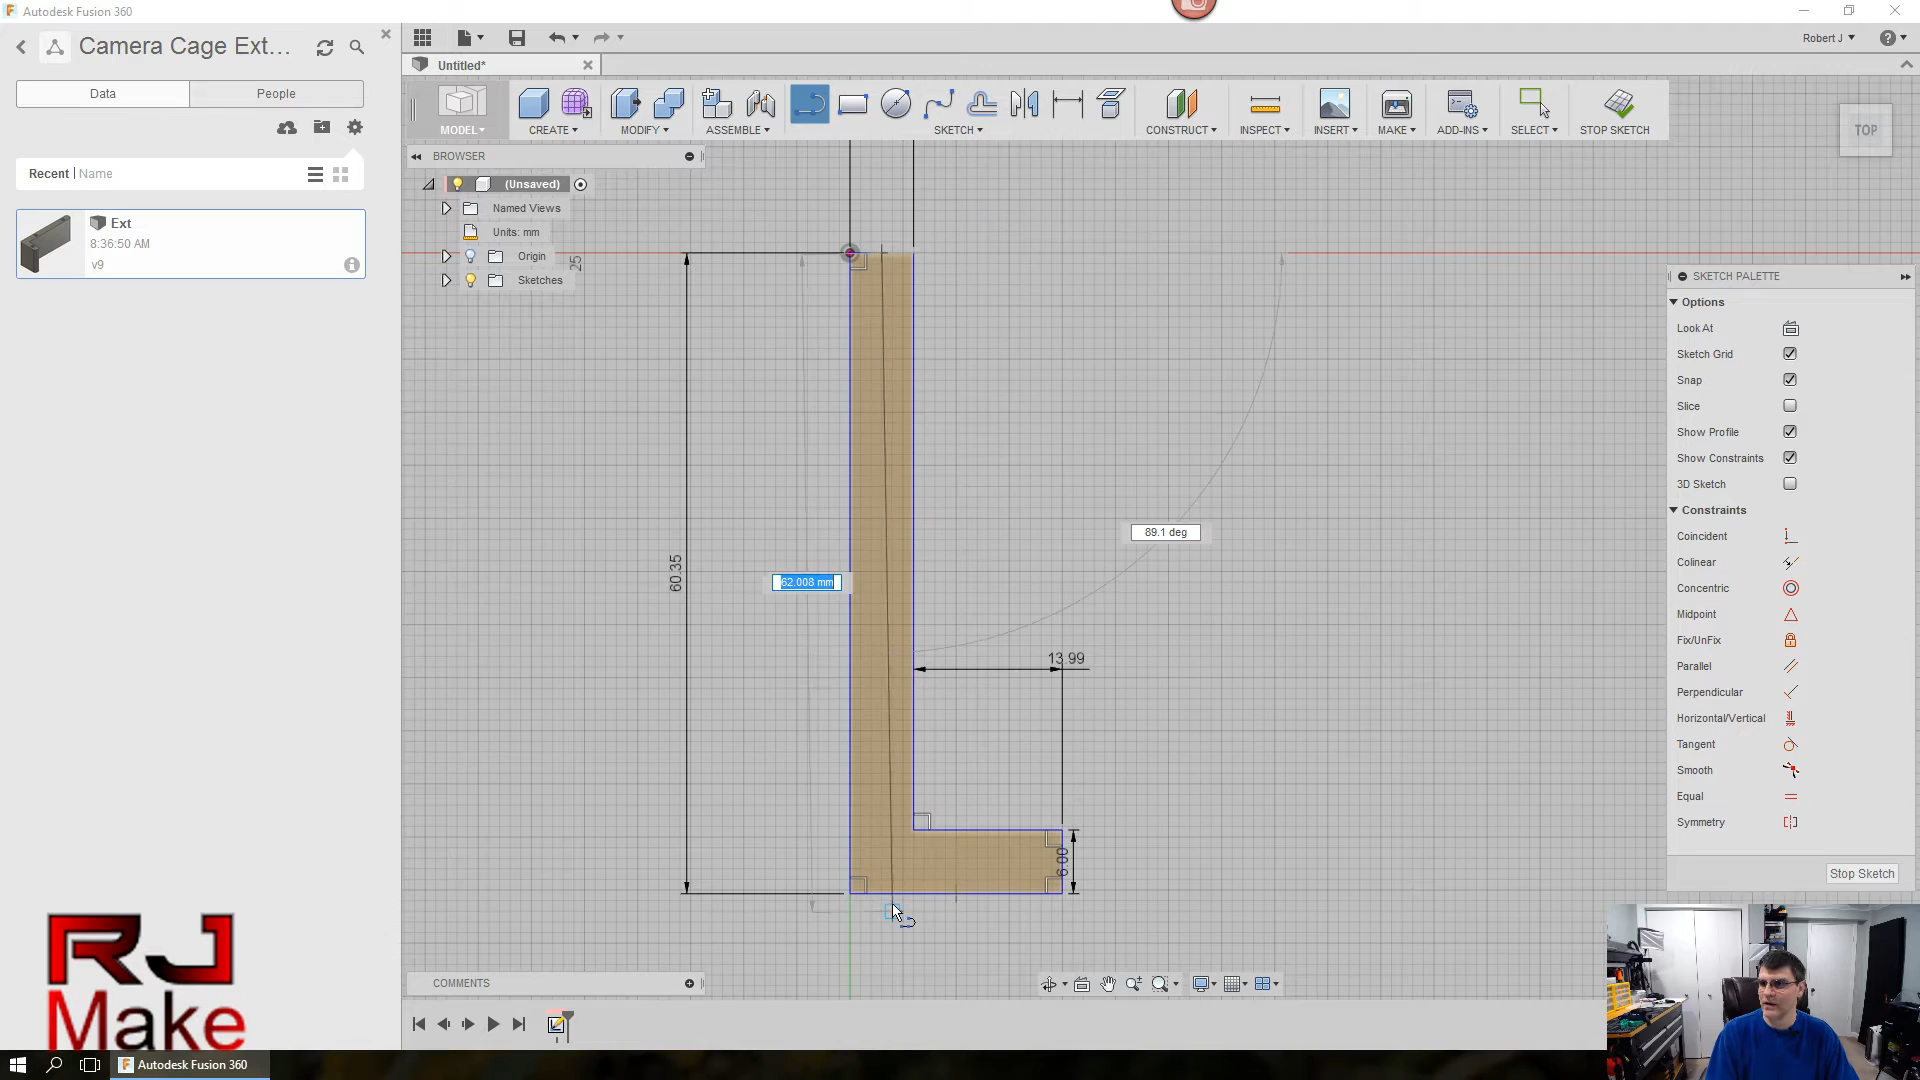 Autodesk Fusion 360
Camera Cage Ext...
Data
People
Recent | Name
Ext
8:36:50 AM
v9
Robert J
Untitled*
MODEL
CREATE
MODIFY
ASSEMBLE
SKETCH
CONSTRUCT
INSPECT
INSERT
MAKE
ADD-INS
SELECT
STOP SKETCH
TOP
BROWSER
(Unsaved)
Named Views
Units: mm
Origin
Sketches
25
60.35
62.008 mm
89.1 deg
13.99
6.00
SKETCH PALETTE
Options
Look At
Sketch Grid
Snap
Slice
Show Profile
Show Constraints
3D Sketch
Constraints
Coincident
Colinear
Concentric
Midpoint
Fix/UnFix
Parallel
Perpendicular
Horizontal/Vertical
Tangent
Smooth
Equal
Symmetry
Stop Sketch
COMMENTS
RJ
Make
Autodesk Fusion 360